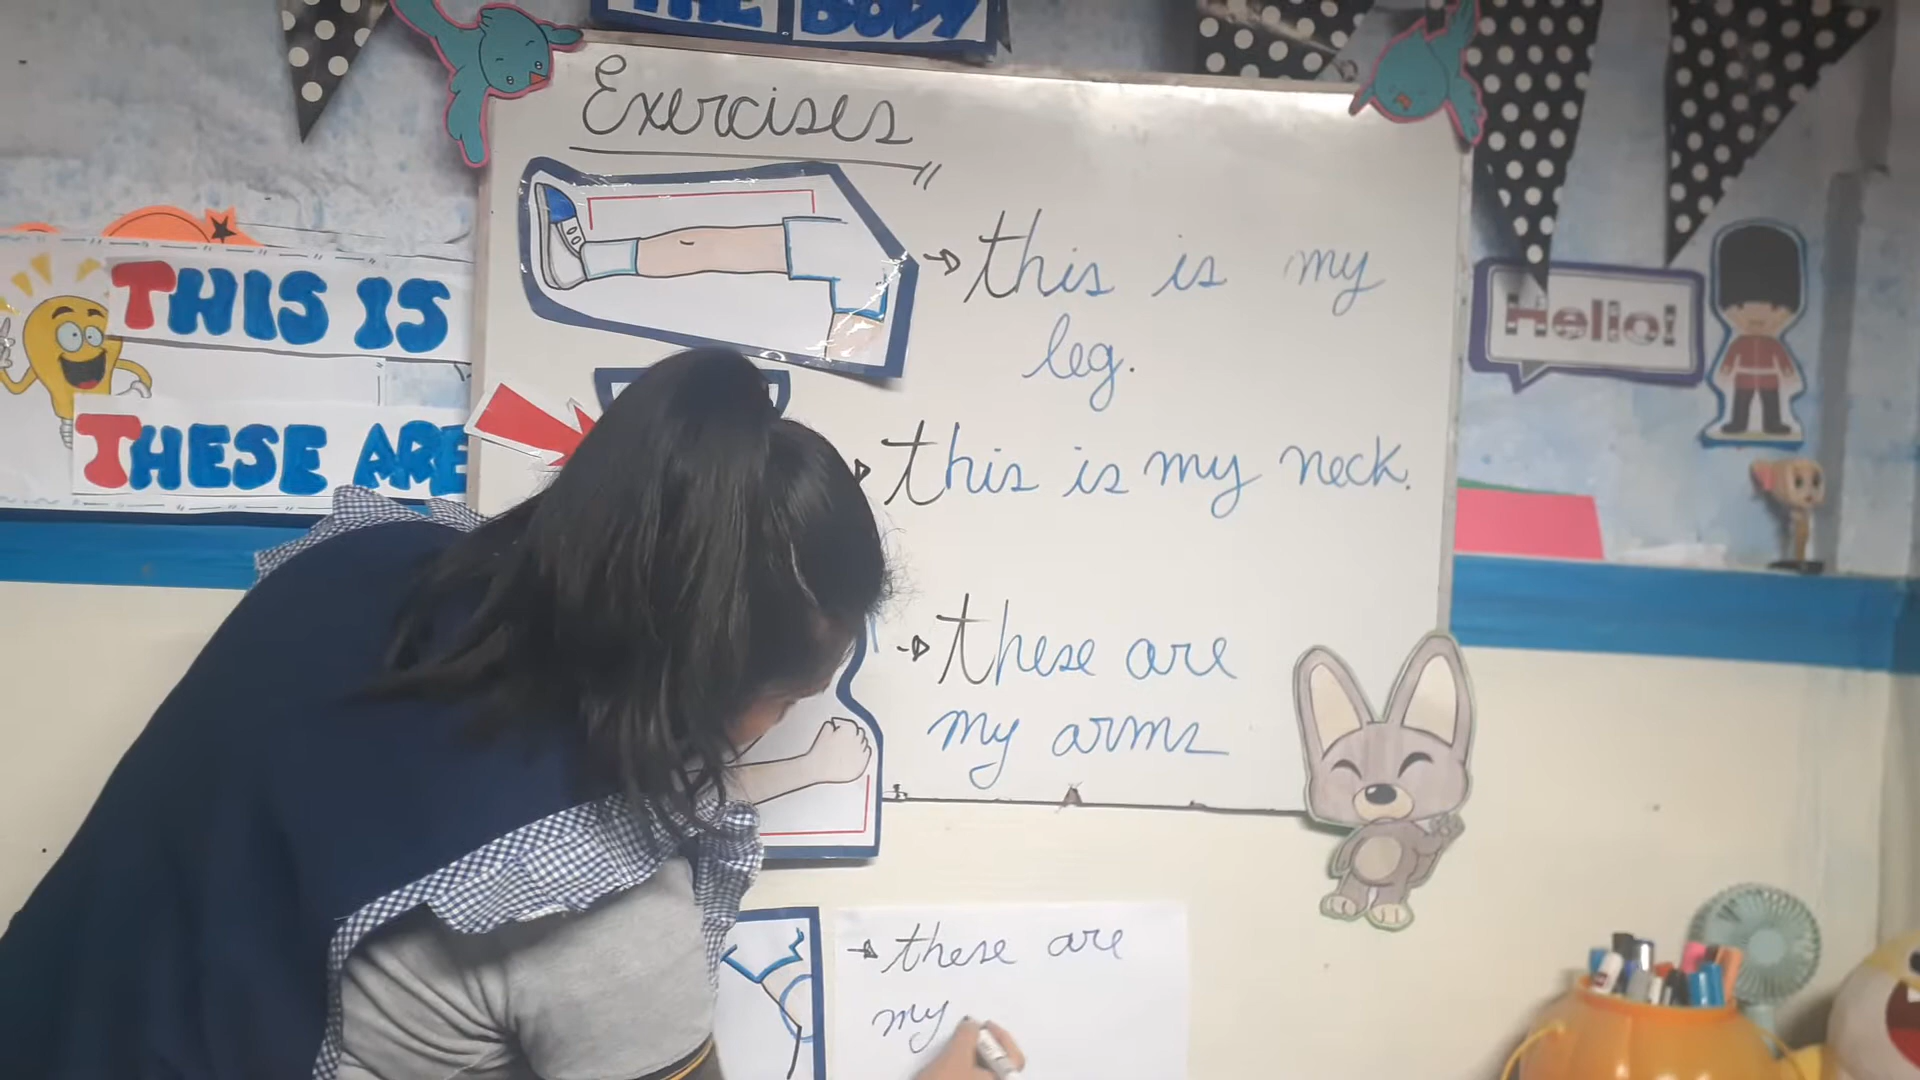 THE BODY
Exercises
THIS IS
this is my
leg.
Hello!
THESE ARE
this is my neck.
these are
my arms
these are
my